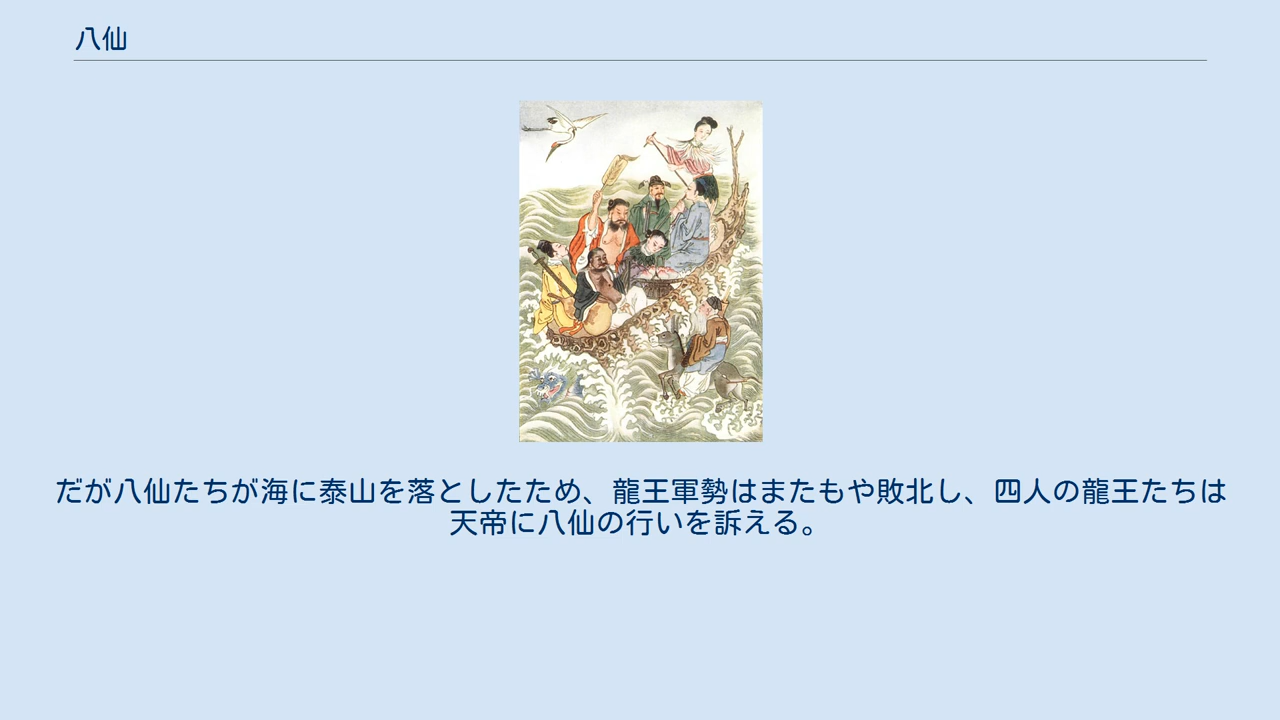 八仙
だが八仙たちが海に泰山を落としたため、龍王軍勢はまたもや敗北し、四人の龍王たちは
天帝に八仙の行いを訴える。